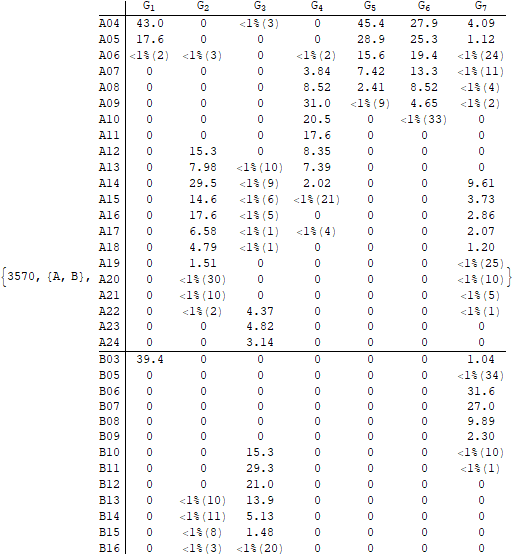 G1 G2 G3 G4 G5 G6 G7
A04 43.0 0 <1%(3) 0 45.4 27.9 4.09
A05 17.6 0 0 0 28.9 25.3 1.12
A06 <1%(2) <1%(3) 0 <1%(2) 15.6 19.4 <1%(24)
A07 0 0 0 3.84 7.42 13.3 <1%(11)
A08 0 0 0 8.52 2.41 8.52 <1%(4)
A09 0 0 0 31.0 <1%(9) 4.65 <1%(2)
A10 0 0 0 20.5 0 <1%(33) 0
A11 0 0 0 17.6 0 0 0
A12 0 15.3 0 8.35 0 0 0
A13 0 7.98 <1%(10) 7.39 0 0 0
A14 0 29.5 <1%(9) 2.02 0 0 9.61
A15 0 14.6 <1%(6) <1%(21) 0 0 3.73
A16 0 17.6 <1%(5) 0 0 0 2.86
A17 0 6.58 <1%(1) <1%(4) 0 0 2.07
A18 0 4.79 <1%(1) 0 0 0 1.20
A19 0 1.51 0 0 0 0 <1%(25)
{3570, {A, B}, A20 0 <1%(30) 0 0 0 0 <1%(10) }
A21 0 <1%(10) 0 0 0 0 <1%(5)
A22 0 <1%(2) 4.37 0 0 0 <1%(1)
A23 0 0 4.82 0 0 0 0
A24 0 0 3.14 0 0 0 0
B03 39.4 0 0 0 0 0 1.04
B05 0 0 0 0 0 0 <1%(34)
B06 0 0 0 0 0 0 31.6
B07 0 0 0 0 0 0 27.0
B08 0 0 0 0 0 0 9.89
B09 0 0 0 0 0 0 2.30
B10 0 0 15.3 0 0 0 <1%(10)
B11 0 0 29.3 0 0 0 <1%(1)
B12 0 0 21.0 0 0 0 0
B13 0 <1%(10) 13.9 0 0 0 0
B14 0 <1%(11) 5.13 0 0 0 0
B15 0 <1%(8) 1.48 0 0 0 0
B16 0 <1%(3) <1%(20) 0 0 0 0